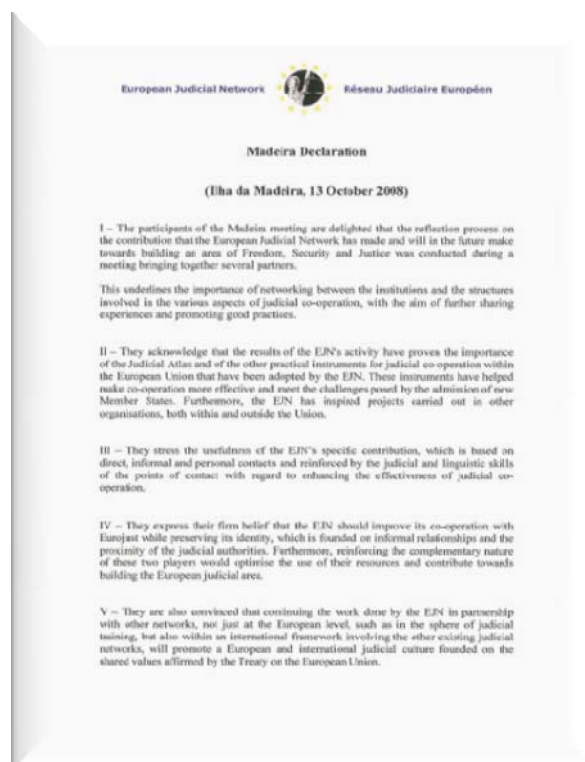 European Judicial Network Réseau Judiciaire Européen
Madeira Declaration
(Ilha da Madeira, 13 October 2008)
I – The participants of the Madeira meeting are delighted that the reflection process on
the contribution that the European Judicial Network has made and will in the future make
towards building an area of Freedom, Security and Justice was conducted during a
meeting bringing together several partners.
This underlines the importance of networking between the institutions and the structures
involved is the various aspects of judicial co-operation, with the aim of further sharing
experiences and promoting good practices.
II – They acknowledge that the results of the EJN's activity have proves the importance
of the Judicial Atlas and of the other practical instruments for judicial co-operation within
the European Union that have been adopted by the EJN. These instruments have helped
make co-operation more effective and meet the challenges posed by the admission of new
Member States. Furthermore, the EJN has inspired projects carried out in other
organisations, both within and outside the Union.
III – They stress the usefulness of the EJN's specific contribution, which is based on
direct, informal and personal contacts and reinforced by the judicial and linguistic skills
of the points of contact with regard to enhancing the effectiveness of judicial co-
operation.
IV – They express their firm belief that the EJN should improve its co-operation with
Eurojust while preserving its identity, which is founded on informal relationships and the
proximity of the judicial authorities. Furthermore, reinforcing the complementary nature
of these two players would optimise the use of their resources and contribute towards
building the European judicial area.
V – They are also convinced that continuing the work done by the EJN in partnership
with other networks, not just at the European level, such as in the sphere of judicial
training, but also within an international framework involving the other existing judicial
networks, will promote a European and international judicial culture founded on the
shared values affirmed by the Treaty on the European Union.